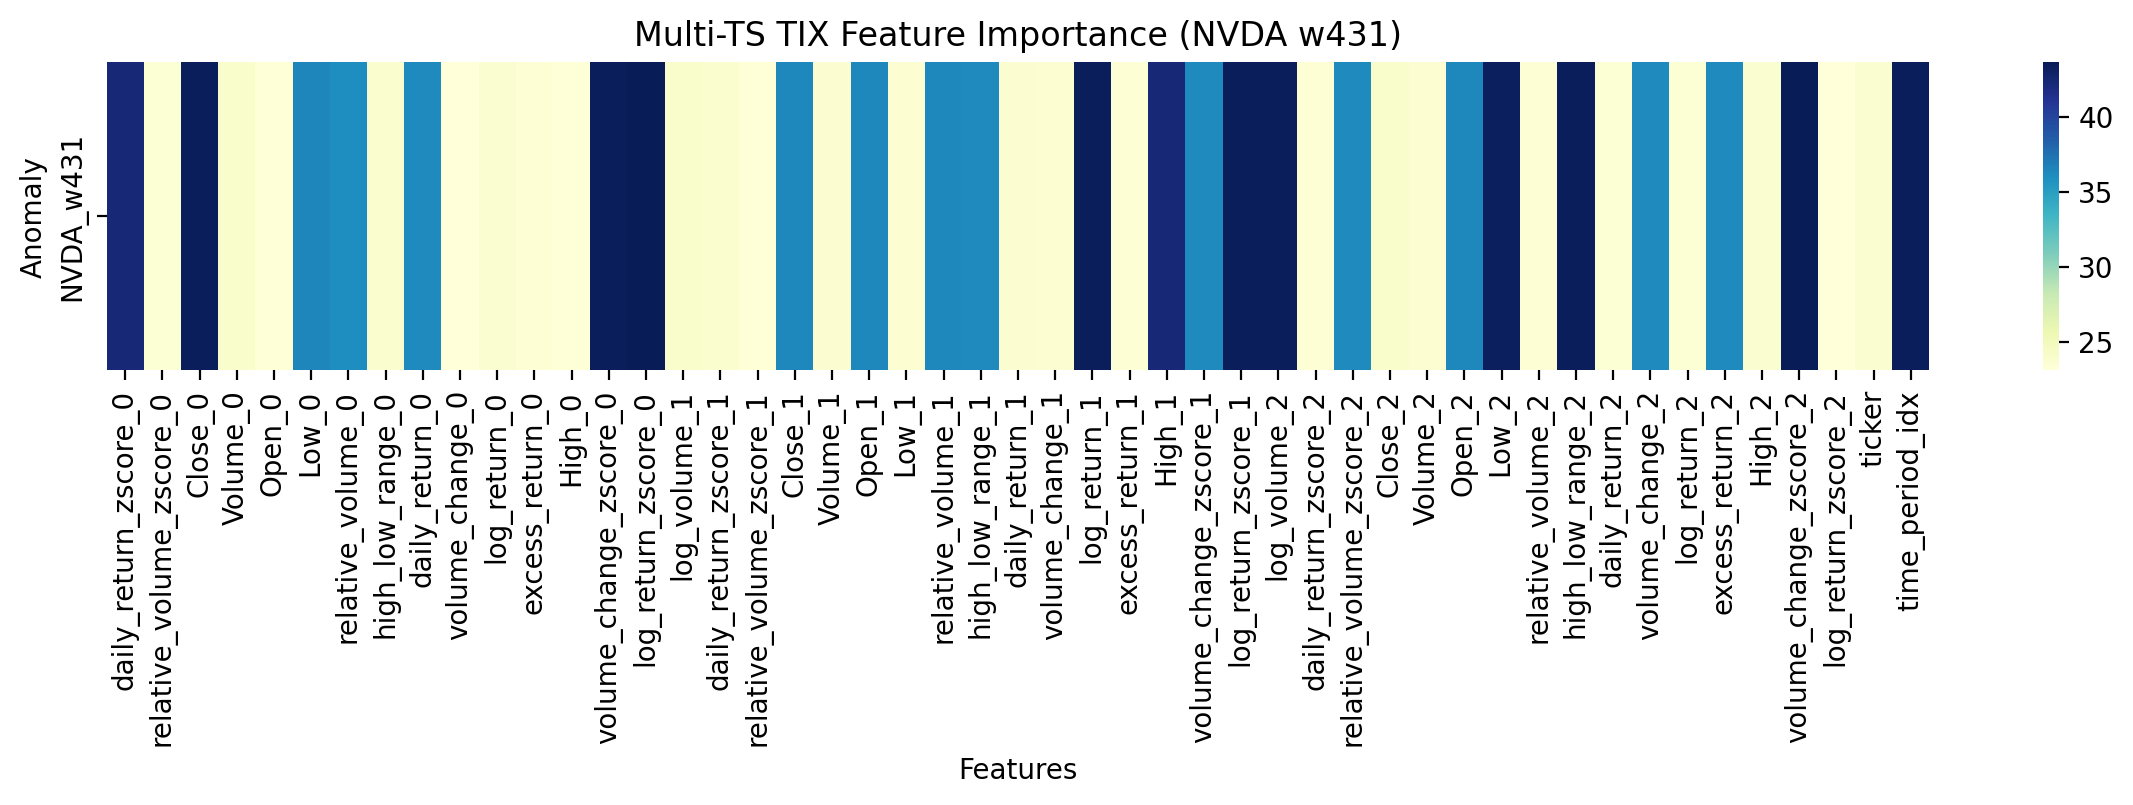 Multi-TS TIX Feature Importance (NVDA w431)
Anomaly
NVDA_w431
40
35
30
25
daily_return_zscore_0
relative_volume_zscore_0
Close_0
Volume_0
Open_0
Low_0
relative_volume_0
high_low_range_0
daily_return_0
volume_change_0
log_return_0
excess_return_0
High_0
volume_change_zscore_0
log_return_zscore_0
log_volume_1
daily_return_zscore_1
relative_volume_zscore_1
Close_1
Volume_1
Open_1
Low_1
relative_volume_1
high_low_range_1
daily_return_1
volume_change_1
log_return_1
excess_return_1
High_1
volume_change_zscore_1
log_return_zscore_1
log_volume_2
daily_return_zscore_2
relative_volume_zscore_2
Close_2
Volume_2
Open_2
Low_2
relative_volume_2
high_low_range_2
daily_return_2
volume_change_2
log_return_2
excess_return_2
High_2
volume_change_zscore_2
log_return_zscore_2
ticker
time_period_idx
Features